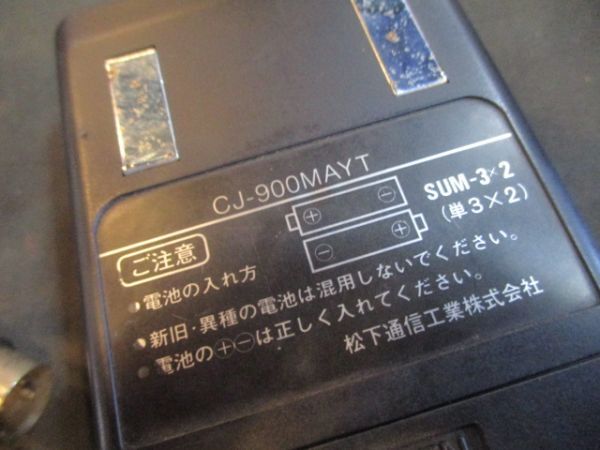 CJ-900MAYT
SUM-3×2
(単3×2)
ご注意
電池の入れ方
新旧・異種の電池は混用しないでください。
電池の⊕⊖は正しく入れてください。
松下通信工業株式会社